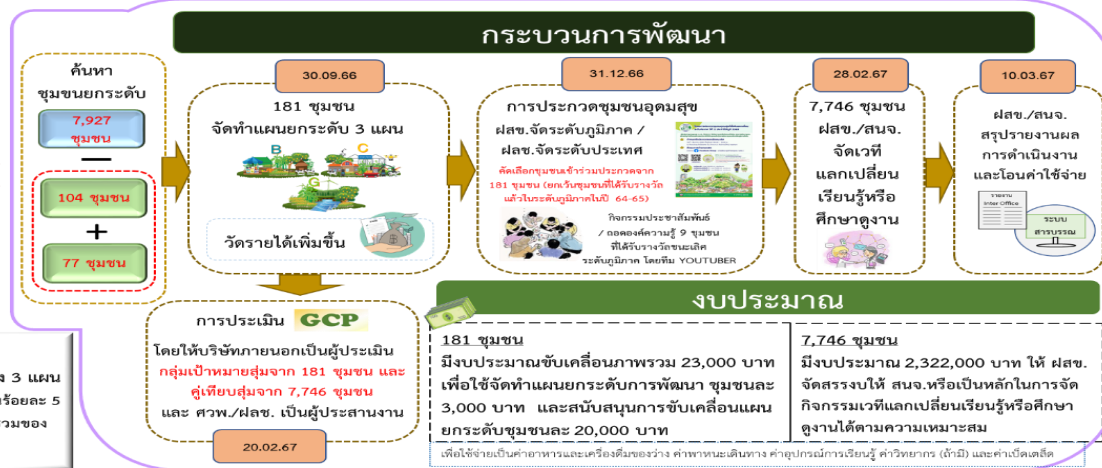 กระบวนการพัฒนา
ค้นหา
ชุมขนยกระดับ
7,927
ชุมชน
104 ชุมชน
+
77 ชุมชน
30.09.66
181 ชุมชน
จัดทำแผนยกระดับ 3 แผน
B
C
G
วัดรายได้เพิ่มขึ้น
31.12.66
การประกวดชุมชนอุดมสุข
ฝสข.จัดระดับภูมิภาค /
ฝลช.จัดระดับประเทศ
คัดเลือกชุมชนเข้าร่วมประกวดจาก
181 ชุมชน (ยกเว้นชุมชนที่ได้รับรางวัล
แล้วในระดับภูมิภาคในปี 64-65)
กิจกรรมประชาสัมพันธ์
/ ถอดองค์ความรู้ 9 ชุมชน
ที่ได้รับรางวัลชนะเลิศ
ระดับภูมิภาค โดยทีม YOUTUBER
28.02.67
7,746 ชุมชน
ฝสข./สนจ.
จัดเวที
แลกเปลี่ยน
เรียนรู้หรือ
ศึกษาดูงาน
10.03.67
ฝสข./สนจ.
สรุปรายงานผล
การดำเนินงาน
และโอนค่าใช้จ่าย
รายงาน
Inter Office
ระบบ
สารบรรณ
การประเมิน GCP
โดยให้บริษัทภายนอกเป็นผู้ประเมิน
กลุ่มเป้าหมายสุ่มจาก 181 ชุมชน และ
คู่เทียบสุ่มจาก 7,746 ชุมชน
และ ศวพ./ฝลช. เป็นผู้ประสานงาน
20.02.67
3 แผน
ร้อยละ 5
งบประมาณ
181 ชุมชน
มีงบประมาณขับเคลื่อนภาพรวม 23,000 บาท
เพื่อใช้จัดทำแผนยกระดับการพัฒนา ชุมชนละ
3,000 บาท และสนับสนุนการขับเคลื่อนแผน
ยกระดับชุมชนละ 20,000 บาท
7,746 ชุมชน
มีงบประมาณ 2,322,000 บาท ให้ ฝสข.
จัดสรรงบให้ สนจ.หรือเป็นหลักในการจัด
กิจกรรมเวทีแลกเปลี่ยนเรียนรู้หรือศึกษา
ดูงานได้ตามความเหมาะสม
เพื่อใช้จ่ายเป็นค่าอาหารและเครื่องดื่มของว่าง ค่าพาหนะเดินทาง ค่าอุปกรณ์การเรียนรู้ ค่าวิทยากร (ถ้ามี) และค่าเบ็ดเตล็ด